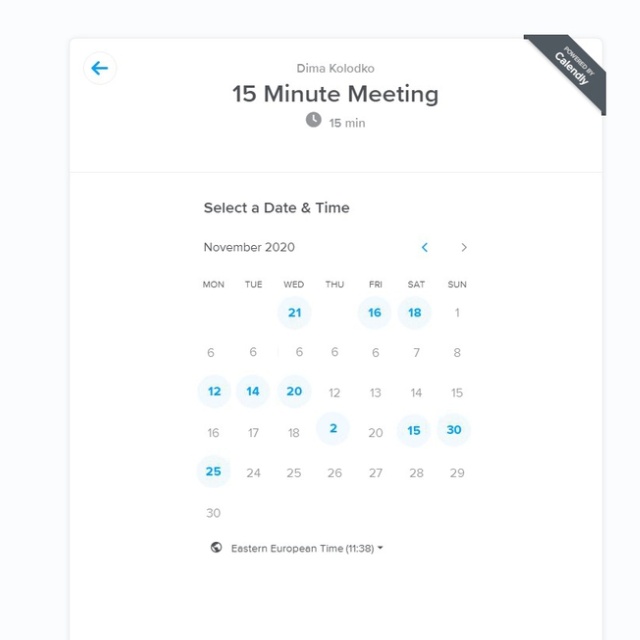 POWERED BY
Calendly
Dima Kolodko
15 Minute Meeting
15 min
Select a Date & Time
November 2020
MON TUE WED THU FRI SAT SUN
21 16 18 1
6 6 6 6 6 7 8
12 14 20 12 13 14 15
16 17 18 2 20 15 30
25 24 25 26 27 28 29
30
Eastern European Time (11:38)